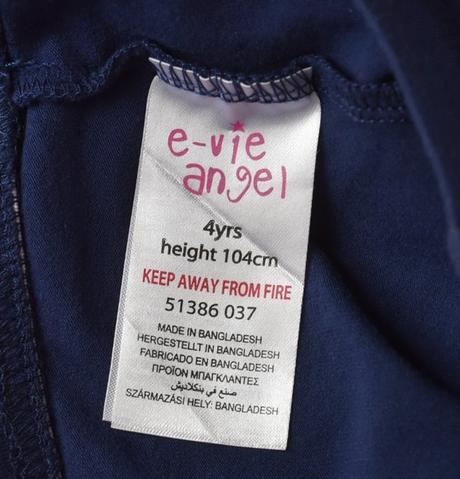 e-vie
angel
4yrs
height 104cm
KEEP AWAY FROM FIRE
51386 037
MADE IN BANGLADESH
HERGESTELLT IN BANGLADESH
FABRICADO EN BANGLADESH
ΠΡΟΪΟΝ ΜΠΑΓΚΛΑΝΤΕΣ
صنع في بنكلاديش
SZÁRMAZÁSI HELY: BANGLADESH